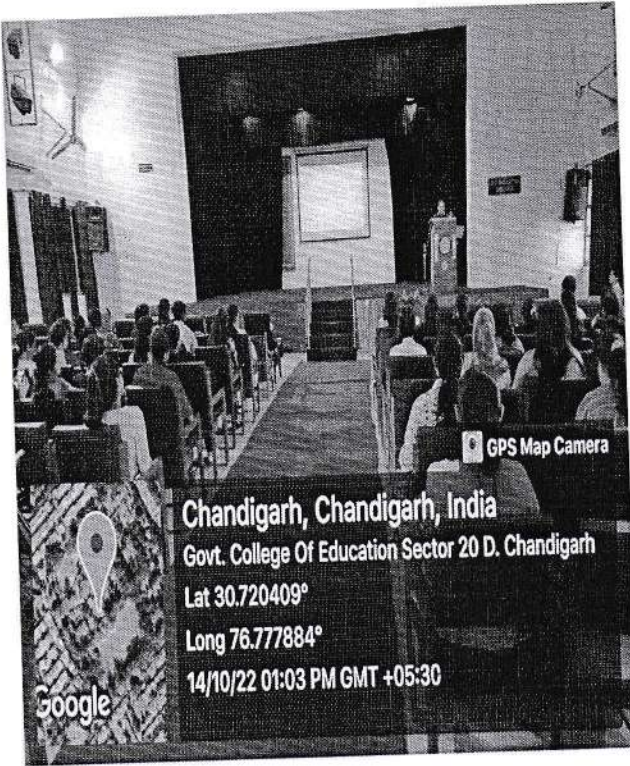 GPS Map Camera
Chandigarh, Chandigarh, India
Govt. College Of Education Sector 20 D. Chandigarh
Lat 30.720409°
Long 76.777884°
14/10/22 01:03 PM GMT +05:30
Google